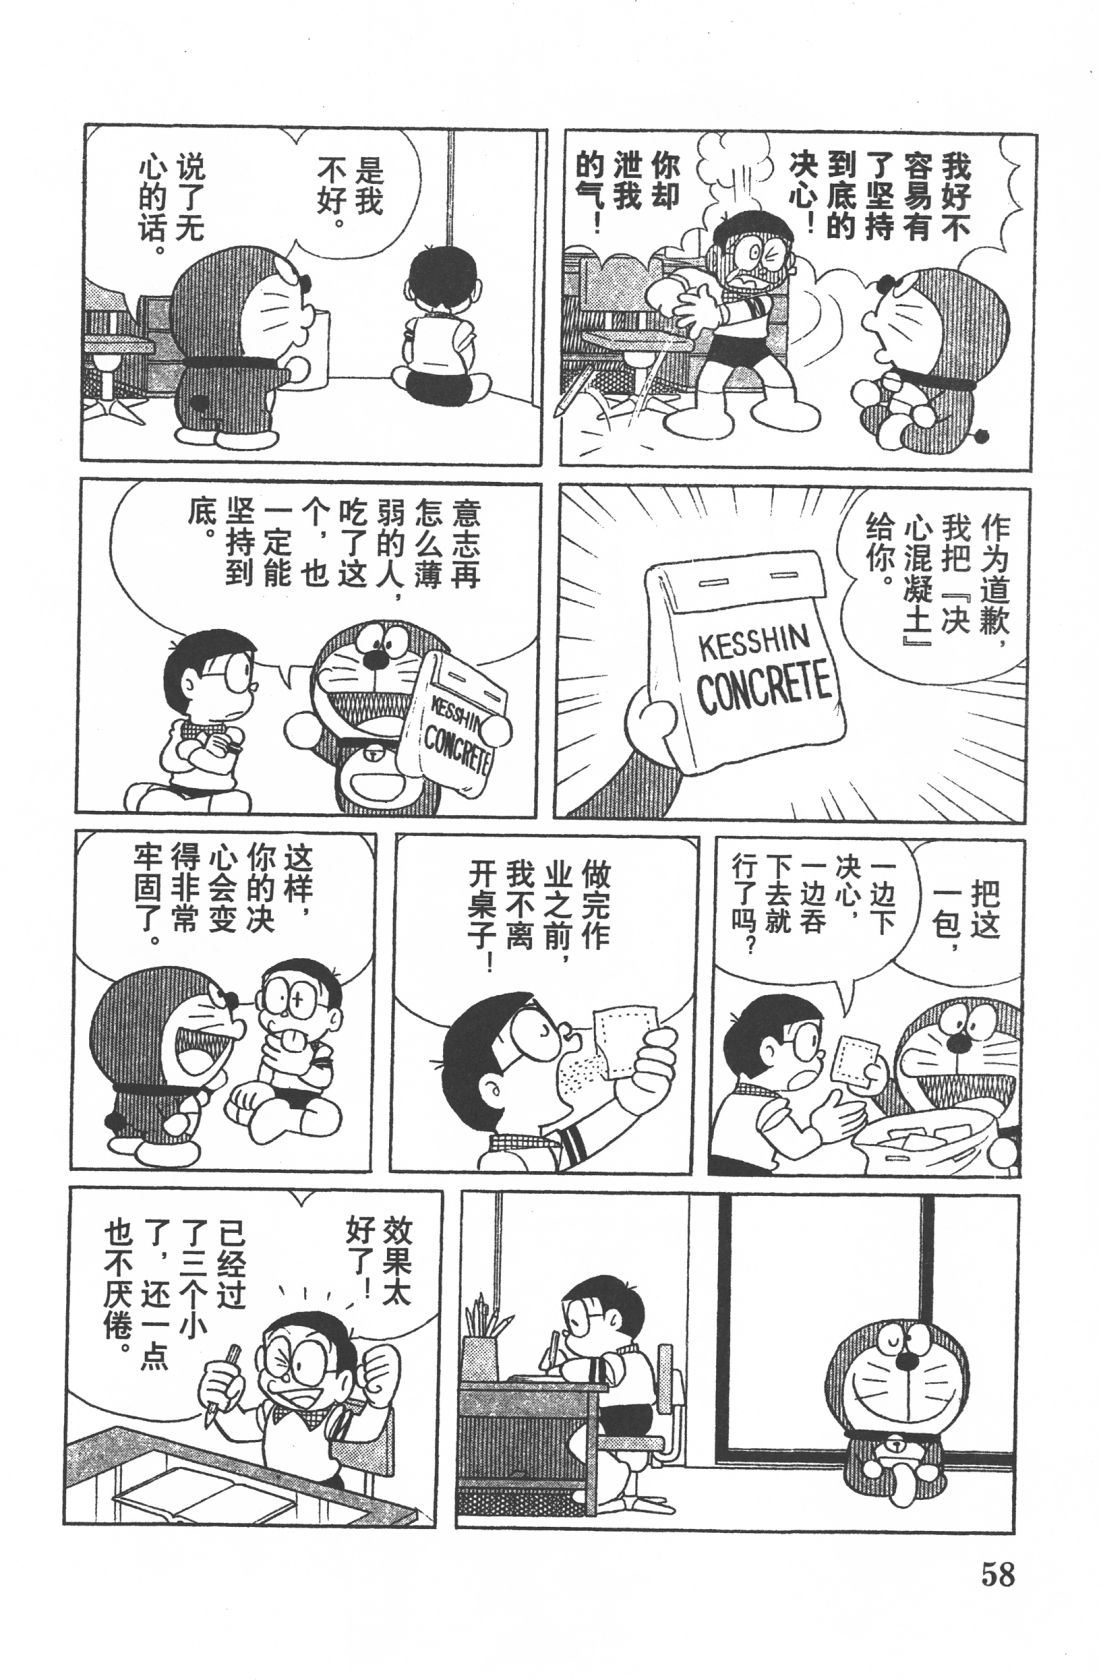 我好不
容易有
了坚持
到底的
决心！
你却
泄我
的气！
是我
不好。
说了无
心的话。
作为道歉，
我把『决
心混凝土』
给你。
KESSHIN
CONCRETE
意志再
怎么薄
弱的人，
吃了这
个，也
一定能
坚持到
底。
KESSHIN
CONCRETE
把这
一包，
一边下
决心，
一边吞
下去就
行了吗？
做完作
业之前，
我不离
开桌子！
这样，
你的决
心会变
得非常
牢固了。
效果太
好了！
已经过
了三个小
了，还一点
也不厌倦。
58